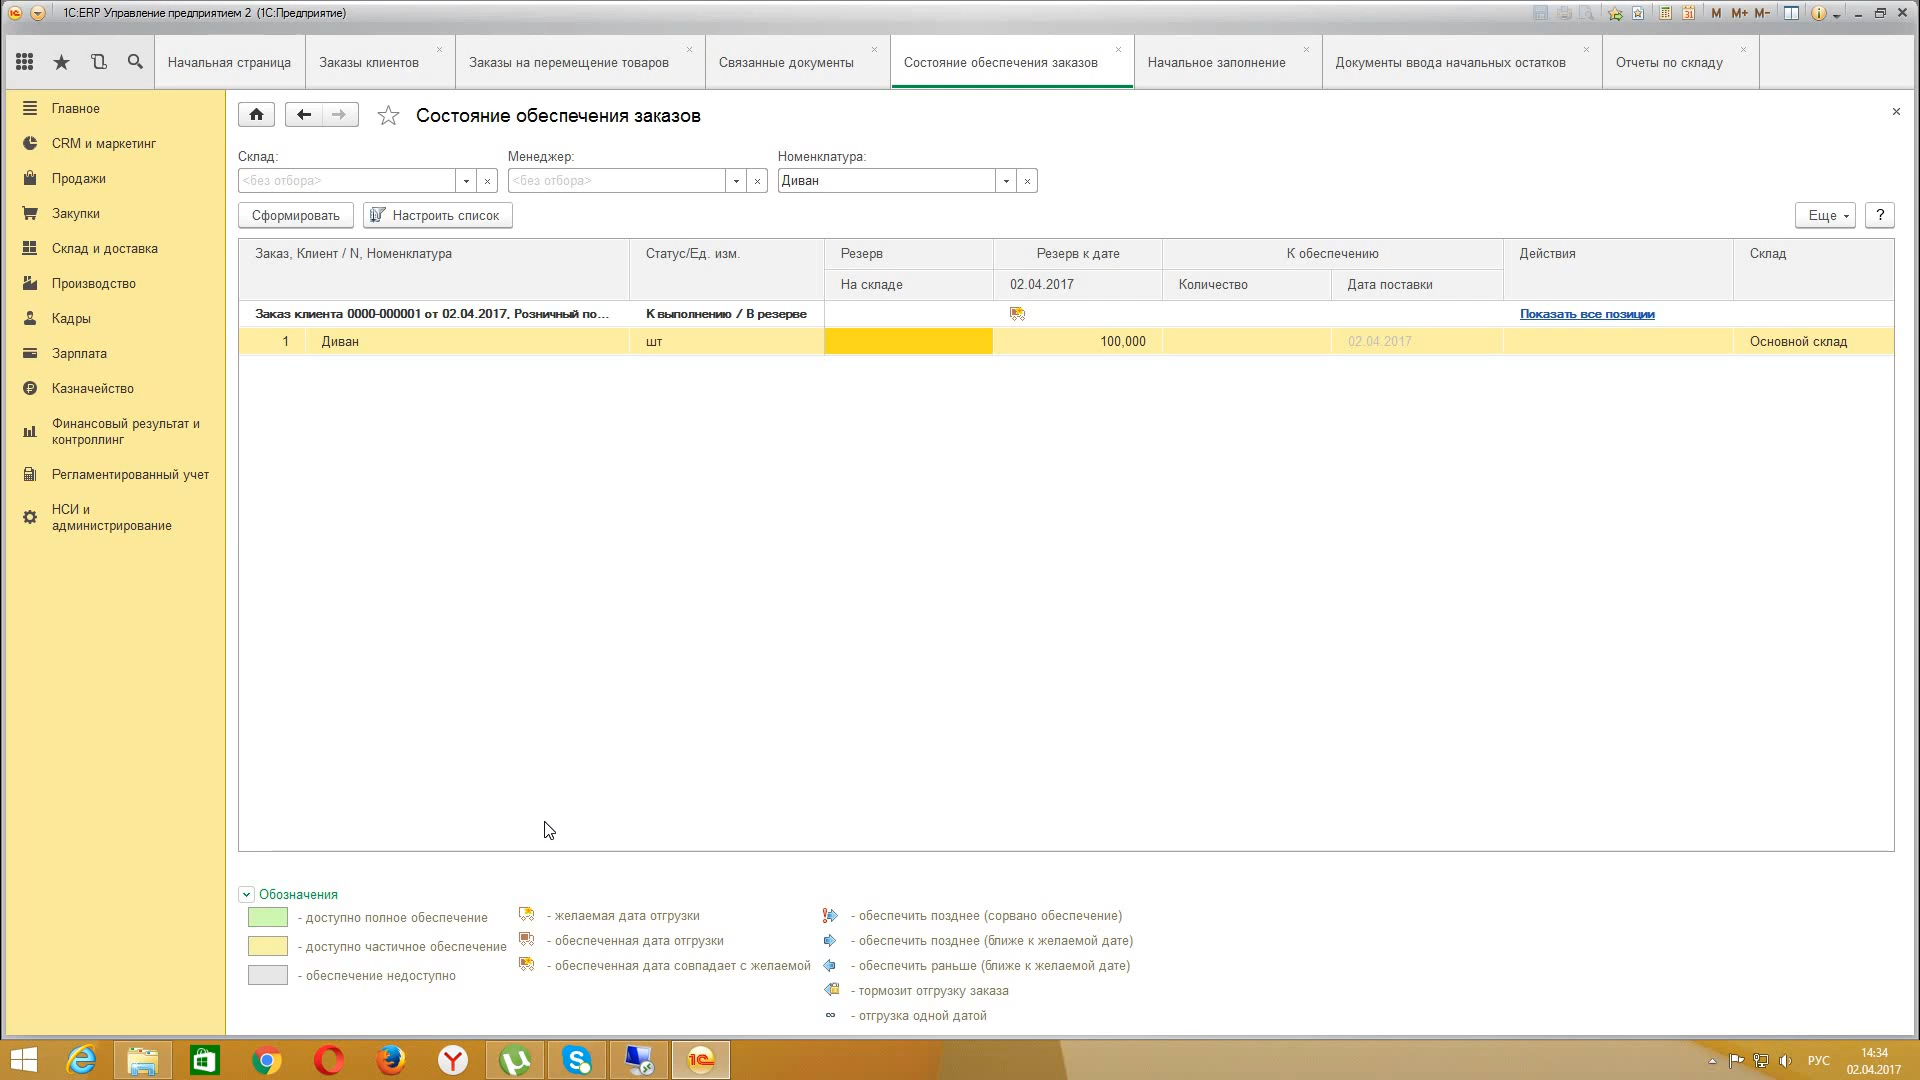 1С:ERP Управление предприятием 2 (1С:Предприятие)
M M+ M-
Начальная страница
Заказы клиентов
Заказы на перемещение товаров
Связанные документы
Состояние обеспечения заказов
Начальное заполнение
Документы ввода начальных остатков
Отчеты по складу
Главное
CRM и маркетинг
Продажи
Закупки
Склад и доставка
Производство
Кадры
Зарплата
Казначейство
Финансовый результат и
контроллинг
Регламентированный учет
НСИ и
администрирование
Состояние обеспечения заказов
Склад: Менеджер: Номенклатура:
<без отбора> <без отбора> Диван
Сформировать Настроить список Еще ?
Заказ, Клиент / N, Номенклатура Статус/Ед. изм. Резерв Резерв к дате К обеспечению Действия Склад
На складе 02.04.2017 Количество Дата поставки
Заказ клиента 0000-000001 от 02.04.2017, Розничный по... К выполнению / В резерве Показать все позиции
1 Диван шт 100,000 02.04.2017 Основной склад
Обозначения
- доступно полное обеспечение
- доступно частичное обеспечение
- обеспечение недоступно
- желаемая дата отгрузки
- обеспеченная дата отгрузки
- обеспеченная дата совпадает с желаемой
- обеспечить позднее (сорвано обеспечение)
- обеспечить позднее (ближе к желаемой дате)
- обеспечить раньше (ближе к желаемой дате)
- тормозит отгрузку заказа
- отгрузка одной датой
РУС
14:34
02.04.2017